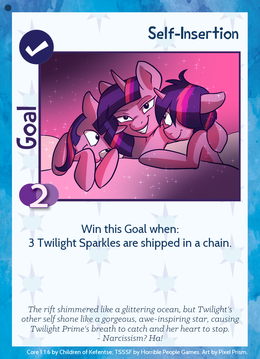 Self-Insertion
Goal
2
Win this Goal when:
3 Twilight Sparkles are shipped in a chain.
The rift shimmered like a glittering ocean, but Twilight's
other self shone like a gorgeous, awe-inspiring star, causing
Twilight Prime's breath to catch and her heart to stop.
- Narcissism? Ha!
Core 1.1.6 by Children of Kefentse; TSSSF by Horrible People Games. Art by Pixel Prism.